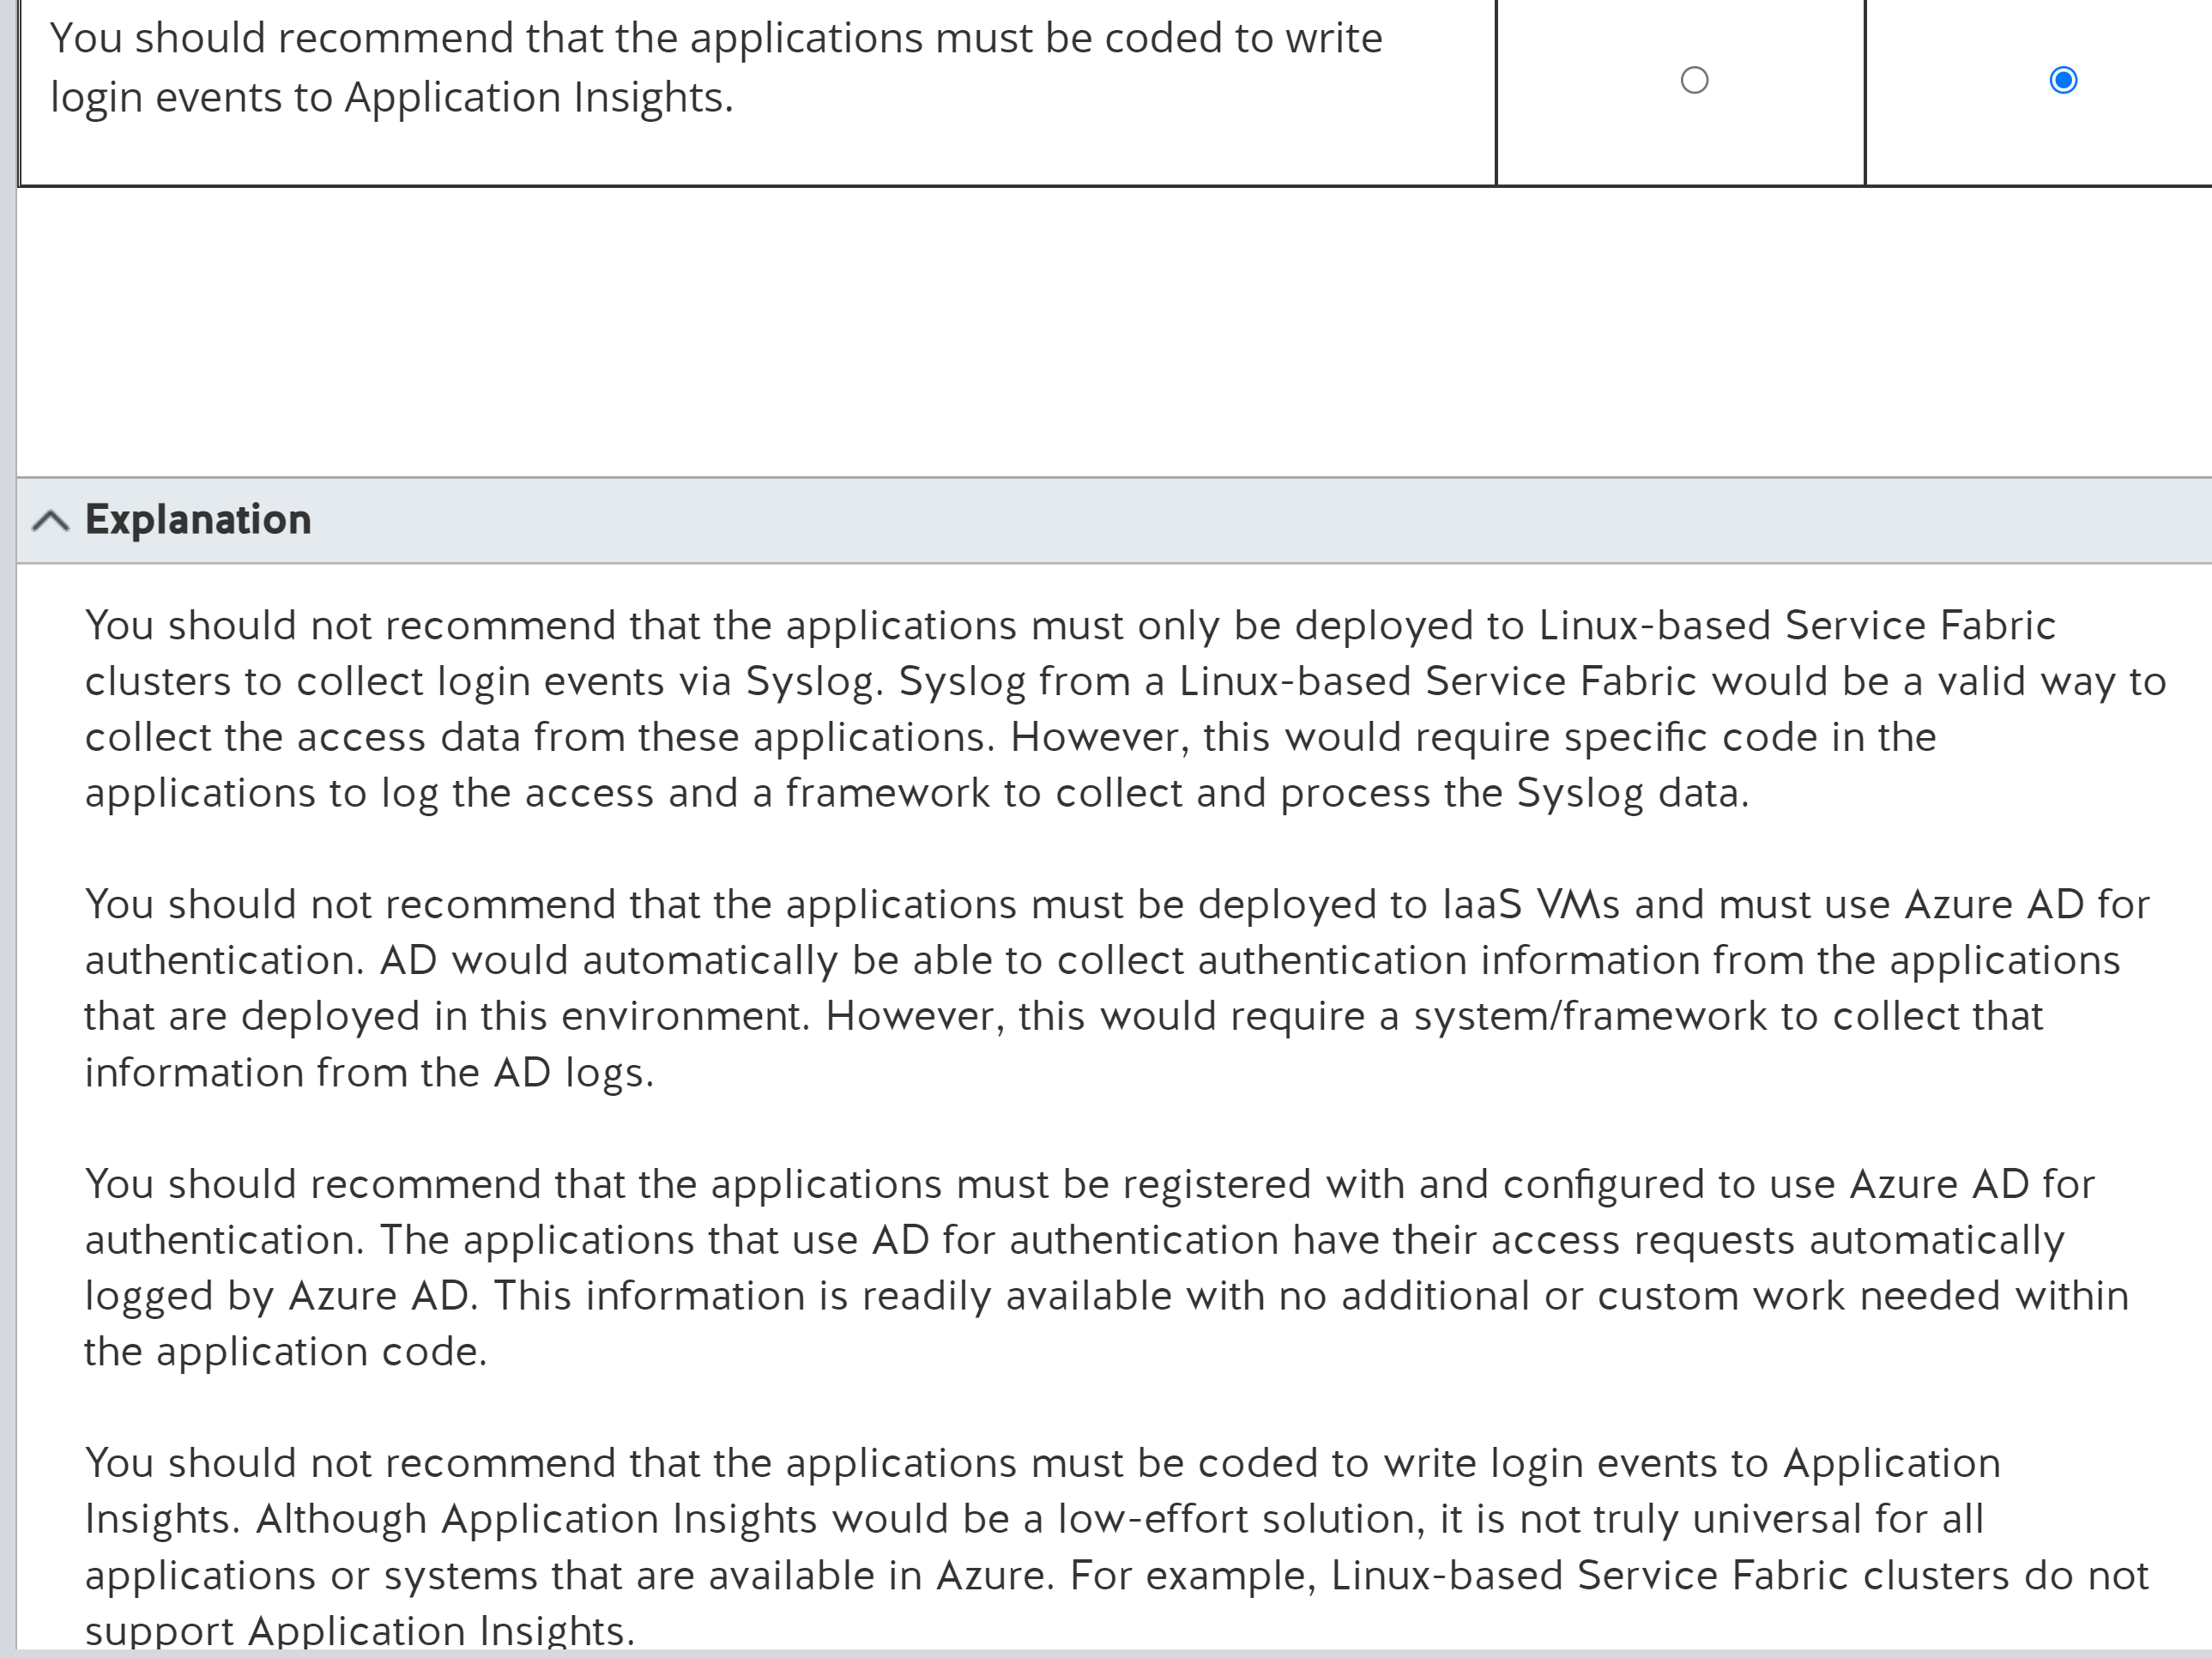 You should recommend that the applications must be coded to write
login events to Application Insights.
Explanation
You should not recommend that the applications must only be deployed to Linux-based Service Fabric
clusters to collect login events via Syslog. Syslog from a Linux-based Service Fabric would be a valid way to
collect the access data from these applications. However, this would require specific code in the
applications to log the access and a framework to collect and process the Syslog data.
You should not recommend that the applications must be deployed to IaaS VMs and must use Azure AD for
authentication. AD would automatically be able to collect authentication information from the applications
that are deployed in this environment. However, this would require a system/framework to collect that
information from the AD logs.
You should recommend that the applications must be registered with and configured to use Azure AD for
authentication. The applications that use AD for authentication have their access requests automatically
logged by Azure AD. This information is readily available with no additional or custom work needed within
the application code.
You should not recommend that the applications must be coded to write login events to Application
Insights. Although Application Insights would be a low-effort solution, it is not truly universal for all
applications or systems that are available in Azure. For example, Linux-based Service Fabric clusters do not
support Application Insights.